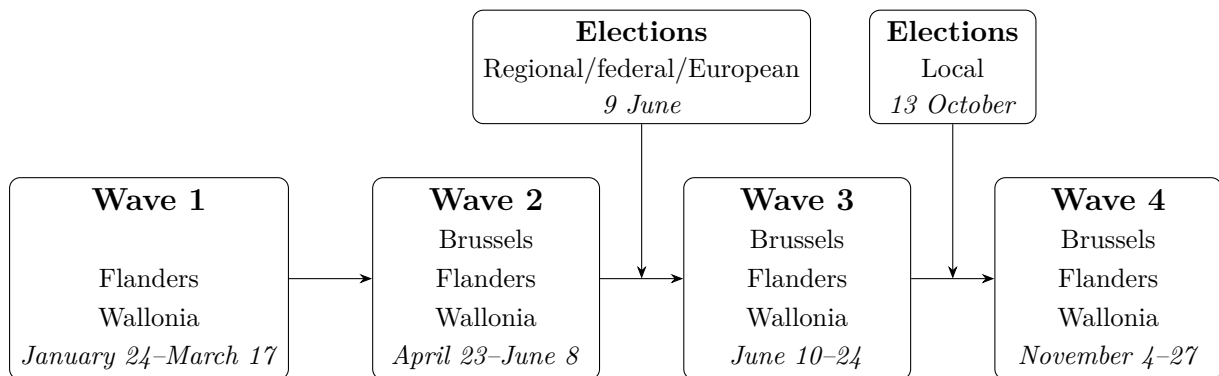 Elections
Regional/federal/European
9 June
Elections
Local
13 October
Wave 1
Flanders
Wallonia
January 24–March 17
Wave 2
Brussels
Flanders
Wallonia
April 23–June 8
Wave 3
Brussels
Flanders
Wallonia
June 10–24
Wave 4
Brussels
Flanders
Wallonia
November 4–27